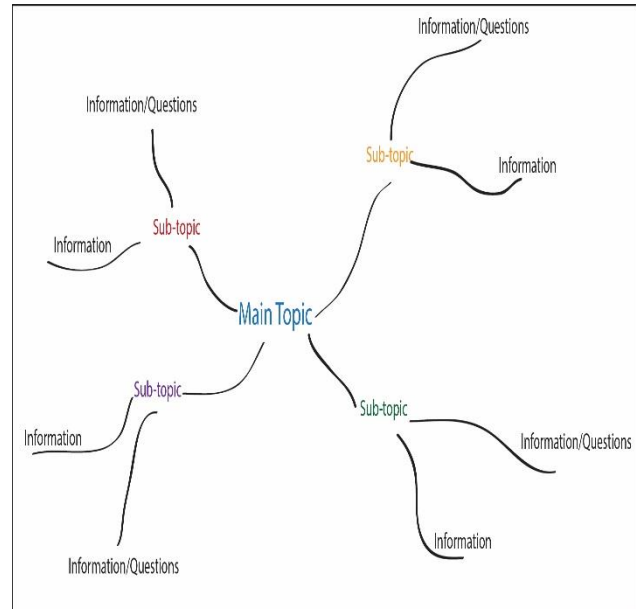 Information/Questions
Information/Questions
Sub-topic
Information
Sub-topic
Information
Main Topic
Sub-topic
Sub-topic
Information
Information/Questions
Information
Information/Questions